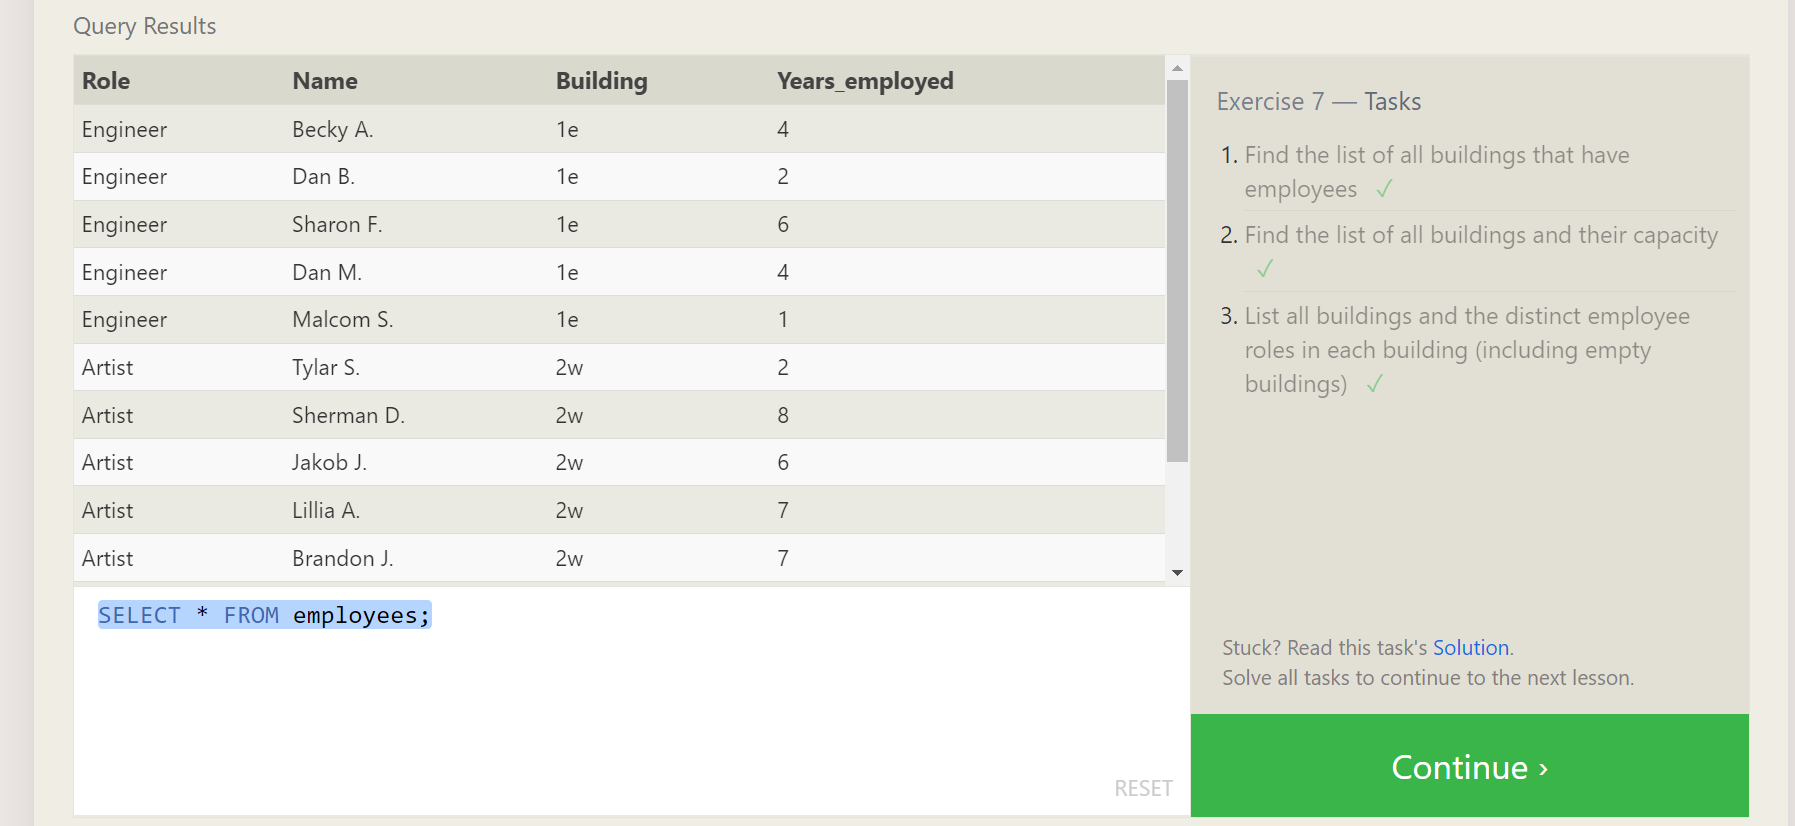 Query Results
Role Name Building Years_employed
Engineer Becky A. 1e 4
Engineer Dan B. 1e 2
Engineer Sharon F. 1e 6
Engineer Dan M. 1e 4
Engineer Malcom S. 1e 1
Artist Tylar S. 2w 2
Artist Sherman D. 2w 8
Artist Jakob J. 2w 6
Artist Lillia A. 2w 7
Artist Brandon J. 2w 7
SELECT * FROM employees;
RESET
Exercise 7 — Tasks
1. Find the list of all buildings that have
employees ✓
2. Find the list of all buildings and their capacity
✓
3. List all buildings and the distinct employee
roles in each building (including empty
buildings) ✓
Stuck? Read this task's Solution.
Solve all tasks to continue to the next lesson.
Continue ›